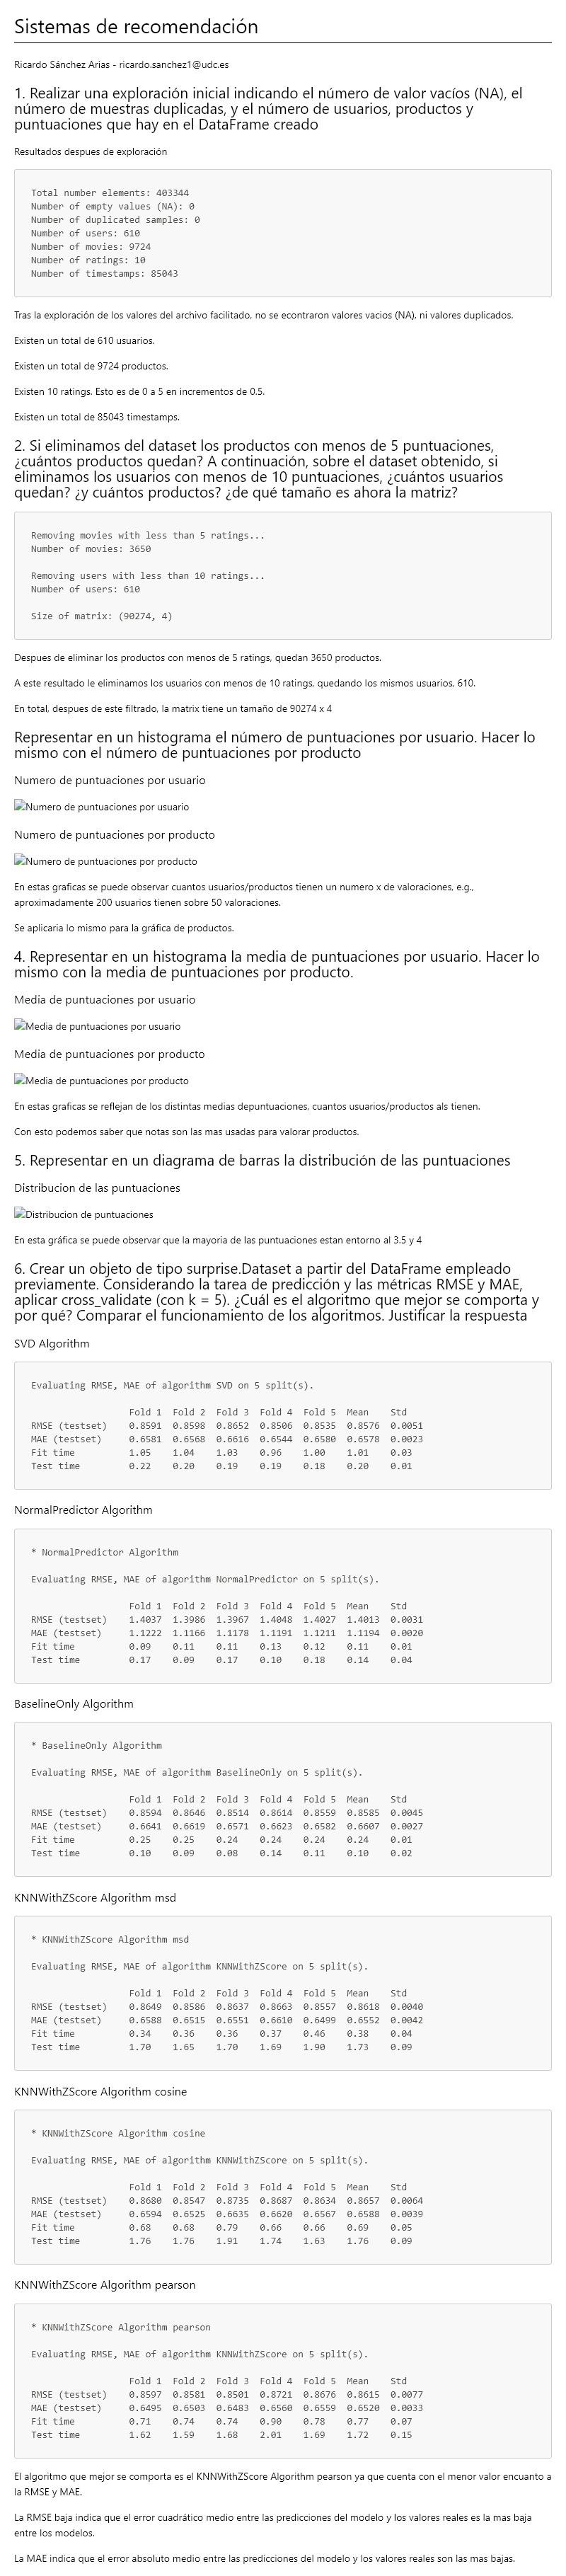 Sistemas de recomendación
Ricardo Sánchez Arias - ricardo.sanchez1@udc.es
1. Realizar una exploración inicial indicando el número de valor vacíos (NA), el
número de muestras duplicadas, y el número de usuarios, productos y
puntuaciones que hay en el DataFrame creado
Resultados despues de exploración
Total number elements: 403344
Number of empty values (NA): 0
Number of duplicated samples: 0
Number of users: 610
Number of movies: 9724
Number of ratings: 10
Number of timestamps: 85043
Tras la exploración de los valores del archivo facilitado, no se econtraron valores vacios (NA), ni valores duplicados.
Existen un total de 610 usuarios.
Existen un total de 9724 productos.
Existen 10 ratings. Esto es de 0 a 5 en incrementos de 0.5.
Existen un total de 85043 timestamps.
2. Si eliminamos del dataset los productos con menos de 5 puntuaciones,
¿cuántos productos quedan? A continuación, sobre el dataset obtenido, si
eliminamos los usuarios con menos de 10 puntuaciones, ¿cuántos usuarios
quedan? ¿y cuántos productos? ¿de qué tamaño es ahora la matriz?
Removing movies with less than 5 ratings...
Number of movies: 3650
Removing users with less than 10 ratings...
Number of users: 610
Size of matrix: (90274, 4)
Despues de eliminar los productos con menos de 5 ratings, quedan 3650 productos.
A este resultado le eliminamos los usuarios con menos de 10 ratings, quedando los mismos usuarios, 610.
En total, despues de este filtrado, la matrix tiene un tamaño de 90274 x 4
Representar en un histograma el número de puntuaciones por usuario. Hacer lo
mismo con el número de puntuaciones por producto
Numero de puntuaciones por usuario
Numero de puntuaciones por usuario
Numero de puntuaciones por producto
Numero de puntuaciones por producto
En estas graficas se puede observar cuantos usuarios/productos tienen un numero x de valoraciones, e.g.,
aproximadamente 200 usuarios tienen sobre 50 valoraciones.
Se aplicaria lo mismo para la gráfica de productos.
4. Representar en un histograma la media de puntuaciones por usuario. Hacer lo
mismo con la media de puntuaciones por producto.
Media de puntuaciones por usuario
Media de puntuaciones por usuario
Media de puntuaciones por producto
Media de puntuaciones por producto
En estas graficas se reflejan de los distintas medias depuntuaciones, cuantos usuarios/productos als tienen.
Con esto podemos saber que notas son las mas usadas para valorar productos.
5. Representar en un diagrama de barras la distribución de las puntuaciones
Distribucion de las puntuaciones
Distribucion de puntuaciones
En esta gráfica se puede observar que la mayoria de las puntuaciones estan entorno al 3.5 y 4
6. Crear un objeto de tipo surprise.Dataset a partir del DataFrame empleado
previamente. Considerando la tarea de predicción y las métricas RMSE y MAE,
aplicar cross_validate (con k = 5). ¿Cuál es el algoritmo que mejor se comporta y
por qué? Comparar el funcionamiento de los algoritmos. Justificar la respuesta
SVD Algorithm
Evaluating RMSE, MAE of algorithm SVD on 5 split(s).
Fold 1 Fold 2 Fold 3 Fold 4 Fold 5 Mean Std
RMSE (testset) 0.8591 0.8598 0.8652 0.8506 0.8535 0.8576 0.0051
MAE (testset) 0.6581 0.6568 0.6616 0.6544 0.6580 0.6578 0.0023
Fit time 1.05 1.04 1.03 0.96 1.00 1.01 0.03
Test time 0.22 0.20 0.19 0.19 0.18 0.20 0.01
NormalPredictor Algorithm
* NormalPredictor Algorithm
Evaluating RMSE, MAE of algorithm NormalPredictor on 5 split(s).
Fold 1 Fold 2 Fold 3 Fold 4 Fold 5 Mean Std
RMSE (testset) 1.4037 1.3986 1.3967 1.4048 1.4027 1.4013 0.0031
MAE (testset) 1.1222 1.1166 1.1178 1.1191 1.1211 1.1194 0.0020
Fit time 0.09 0.11 0.11 0.13 0.12 0.11 0.01
Test time 0.17 0.09 0.17 0.10 0.18 0.14 0.04
BaselineOnly Algorithm
* BaselineOnly Algorithm
Evaluating RMSE, MAE of algorithm BaselineOnly on 5 split(s).
Fold 1 Fold 2 Fold 3 Fold 4 Fold 5 Mean Std
RMSE (testset) 0.8594 0.8646 0.8514 0.8614 0.8559 0.8585 0.0045
MAE (testset) 0.6641 0.6619 0.6571 0.6623 0.6582 0.6607 0.0027
Fit time 0.25 0.25 0.24 0.24 0.24 0.24 0.01
Test time 0.10 0.09 0.08 0.14 0.11 0.10 0.02
KNNWithZScore Algorithm msd
* KNNWithZScore Algorithm msd
Evaluating RMSE, MAE of algorithm KNNWithZScore on 5 split(s).
Fold 1 Fold 2 Fold 3 Fold 4 Fold 5 Mean Std
RMSE (testset) 0.8649 0.8586 0.8637 0.8663 0.8557 0.8618 0.0040
MAE (testset) 0.6588 0.6515 0.6551 0.6610 0.6499 0.6552 0.0042
Fit time 0.34 0.36 0.36 0.37 0.46 0.38 0.04
Test time 1.70 1.65 1.70 1.69 1.90 1.73 0.09
KNNWithZScore Algorithm cosine
* KNNWithZScore Algorithm cosine
Evaluating RMSE, MAE of algorithm KNNWithZScore on 5 split(s).
Fold 1 Fold 2 Fold 3 Fold 4 Fold 5 Mean Std
RMSE (testset) 0.8680 0.8547 0.8735 0.8687 0.8634 0.8657 0.0064
MAE (testset) 0.6594 0.6525 0.6635 0.6620 0.6567 0.6588 0.0039
Fit time 0.68 0.68 0.79 0.66 0.66 0.69 0.05
Test time 1.76 1.76 1.91 1.74 1.63 1.76 0.09
KNNWithZScore Algorithm pearson
* KNNWithZScore Algorithm pearson
Evaluating RMSE, MAE of algorithm KNNWithZScore on 5 split(s).
Fold 1 Fold 2 Fold 3 Fold 4 Fold 5 Mean Std
RMSE (testset) 0.8597 0.8581 0.8501 0.8721 0.8676 0.8615 0.0077
MAE (testset) 0.6495 0.6503 0.6483 0.6560 0.6559 0.6520 0.0033
Fit time 0.71 0.74 0.74 0.90 0.78 0.77 0.07
Test time 1.62 1.59 1.68 2.01 1.69 1.72 0.15
El algoritmo que mejor se comporta es el KNNWithZScore Algorithm pearson ya que cuenta con el menor valor encuanto a
la RMSE y MAE.
La RMSE baja indica que el error cuadrático medio entre las predicciones del modelo y los valores reales es la mas baja
entre los modelos.
La MAE indica que el error absoluto medio entre las predicciones del modelo y los valores reales son las mas bajas.